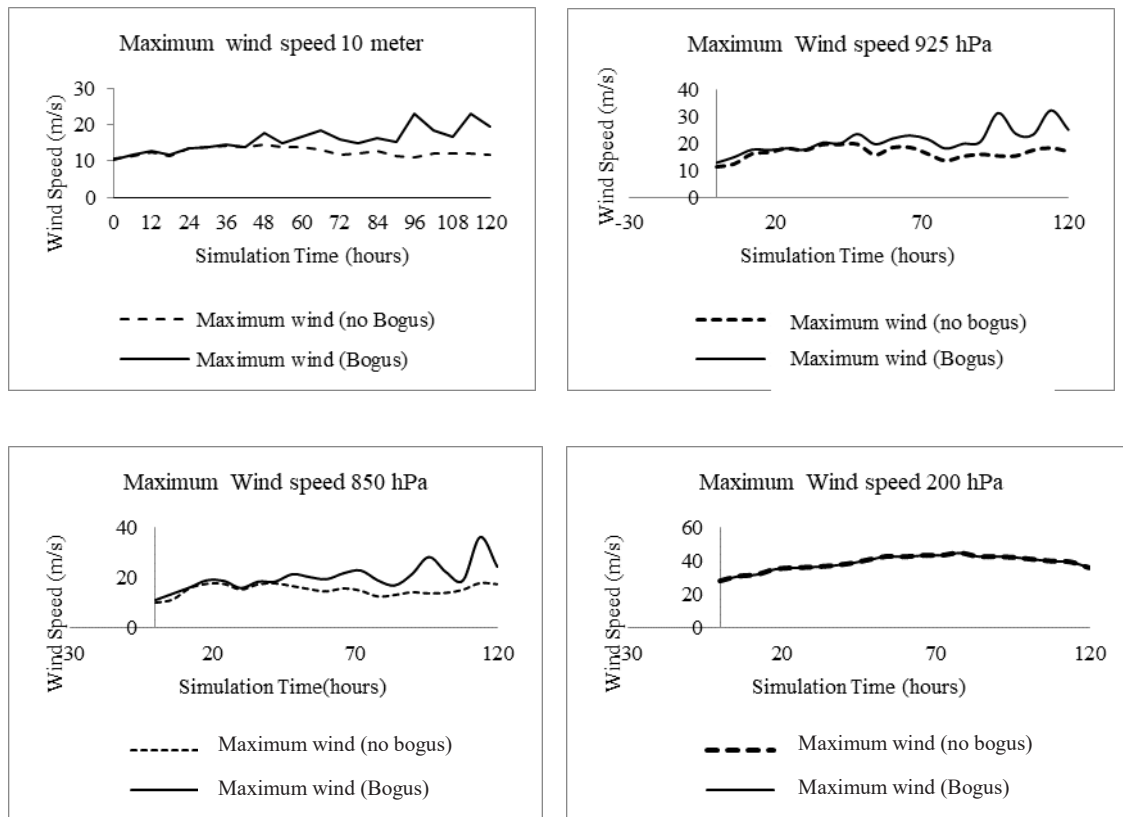 Maximum wind speed 10 meter
Wind Speed (m/s)
30
20
10
0
0 12 24 36 48 60 72 84 96 108 120
Simulation Time (hours)
Maximum wind (no Bogus)
Maximum wind (Bogus)
Maximum Wind speed 925 hPa
Wind Speed (m/s)
40
30
20
10
0
-30 20 70 120
Simulation Time (hours)
Maximum wind (no bogus)
Maximum wind (Bogus)
Maximum Wind speed 850 hPa
Wind Speed (m/s)
40
20
0
-30 20 70 120
Simulation Time(hours)
Maximum wind (no bogus)
Maximum wind (Bogus)
Maximum Wind speed 200 hPa
Wind Speed (m/s)
60
40
20
0
-30 20 70 120
Simulation Time (hours)
Maximum wind (no bogus)
Maximum wind (Bogus)